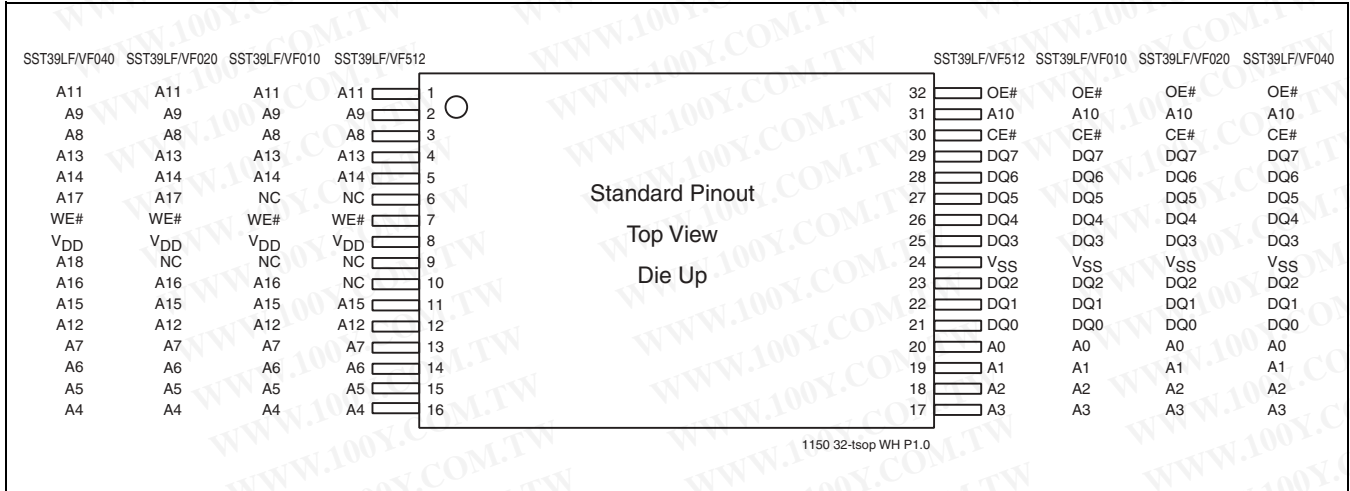 SST39LF/VF040 SST39LF/VF020 SST39LF/VF010 SST39LF/VF512 SST39LF/VF512 SST39LF/VF010 SST39LF/VF020 SST39LF/VF040
A11 A11 A11 A11 1 32 OE# OE# OE# OE#
A9 A9 A9 A9 2 31 A10 A10 A10 A10
A8 A8 A8 A8 3 30 CE# CE# CE# CE#
A13 A13 A13 A13 4 29 DQ7 DQ7 DQ7 DQ7
A14 A14 A14 A14 5 28 DQ6 DQ6 DQ6 DQ6
A17 A17 NC NC 6 Standard Pinout 27 DQ5 DQ5 DQ5 DQ5
WE# WE# WE# WE# 7 Top View 26 DQ4 DQ4 DQ4 DQ4
VDD VDD VDD VDD 8 25 DQ3 DQ3 DQ3 DQ3
A18 NC NC NC 9 Die Up 24 VSS VSS VSS VSS
A16 A16 A16 NC 10 23 DQ2 DQ2 DQ2 DQ2
A15 A15 A15 A15 11 22 DQ1 DQ1 DQ1 DQ1
A12 A12 A12 A12 12 21 DQ0 DQ0 DQ0 DQ0
A7 A7 A7 A7 13 20 A0 A0 A0 A0
A6 A6 A6 A6 14 19 A1 A1 A1 A1
A5 A5 A5 A5 15 18 A2 A2 A2 A2
A4 A4 A4 A4 16 17 A3 A3 A3 A3
1150 32-tsop WH P1.0
WWW.100Y.COM.TW